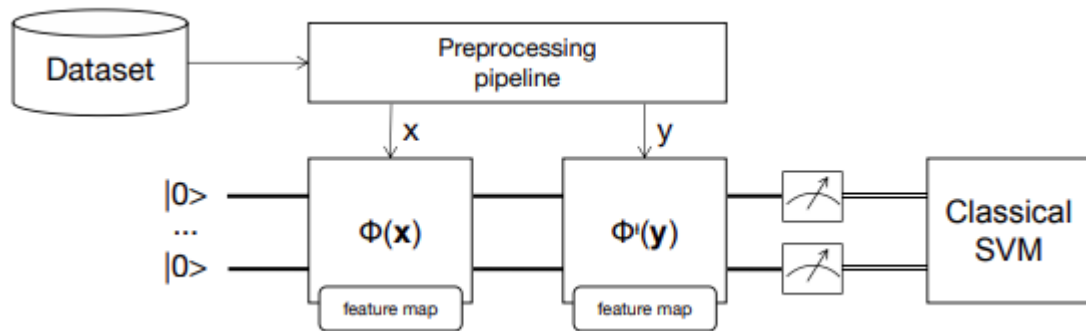 Dataset
Preprocessing
pipeline
x
y
|0>
...
|0>
Φ(x)
feature map
Φ‎ᶦ(y)
feature map
Classical
SVM